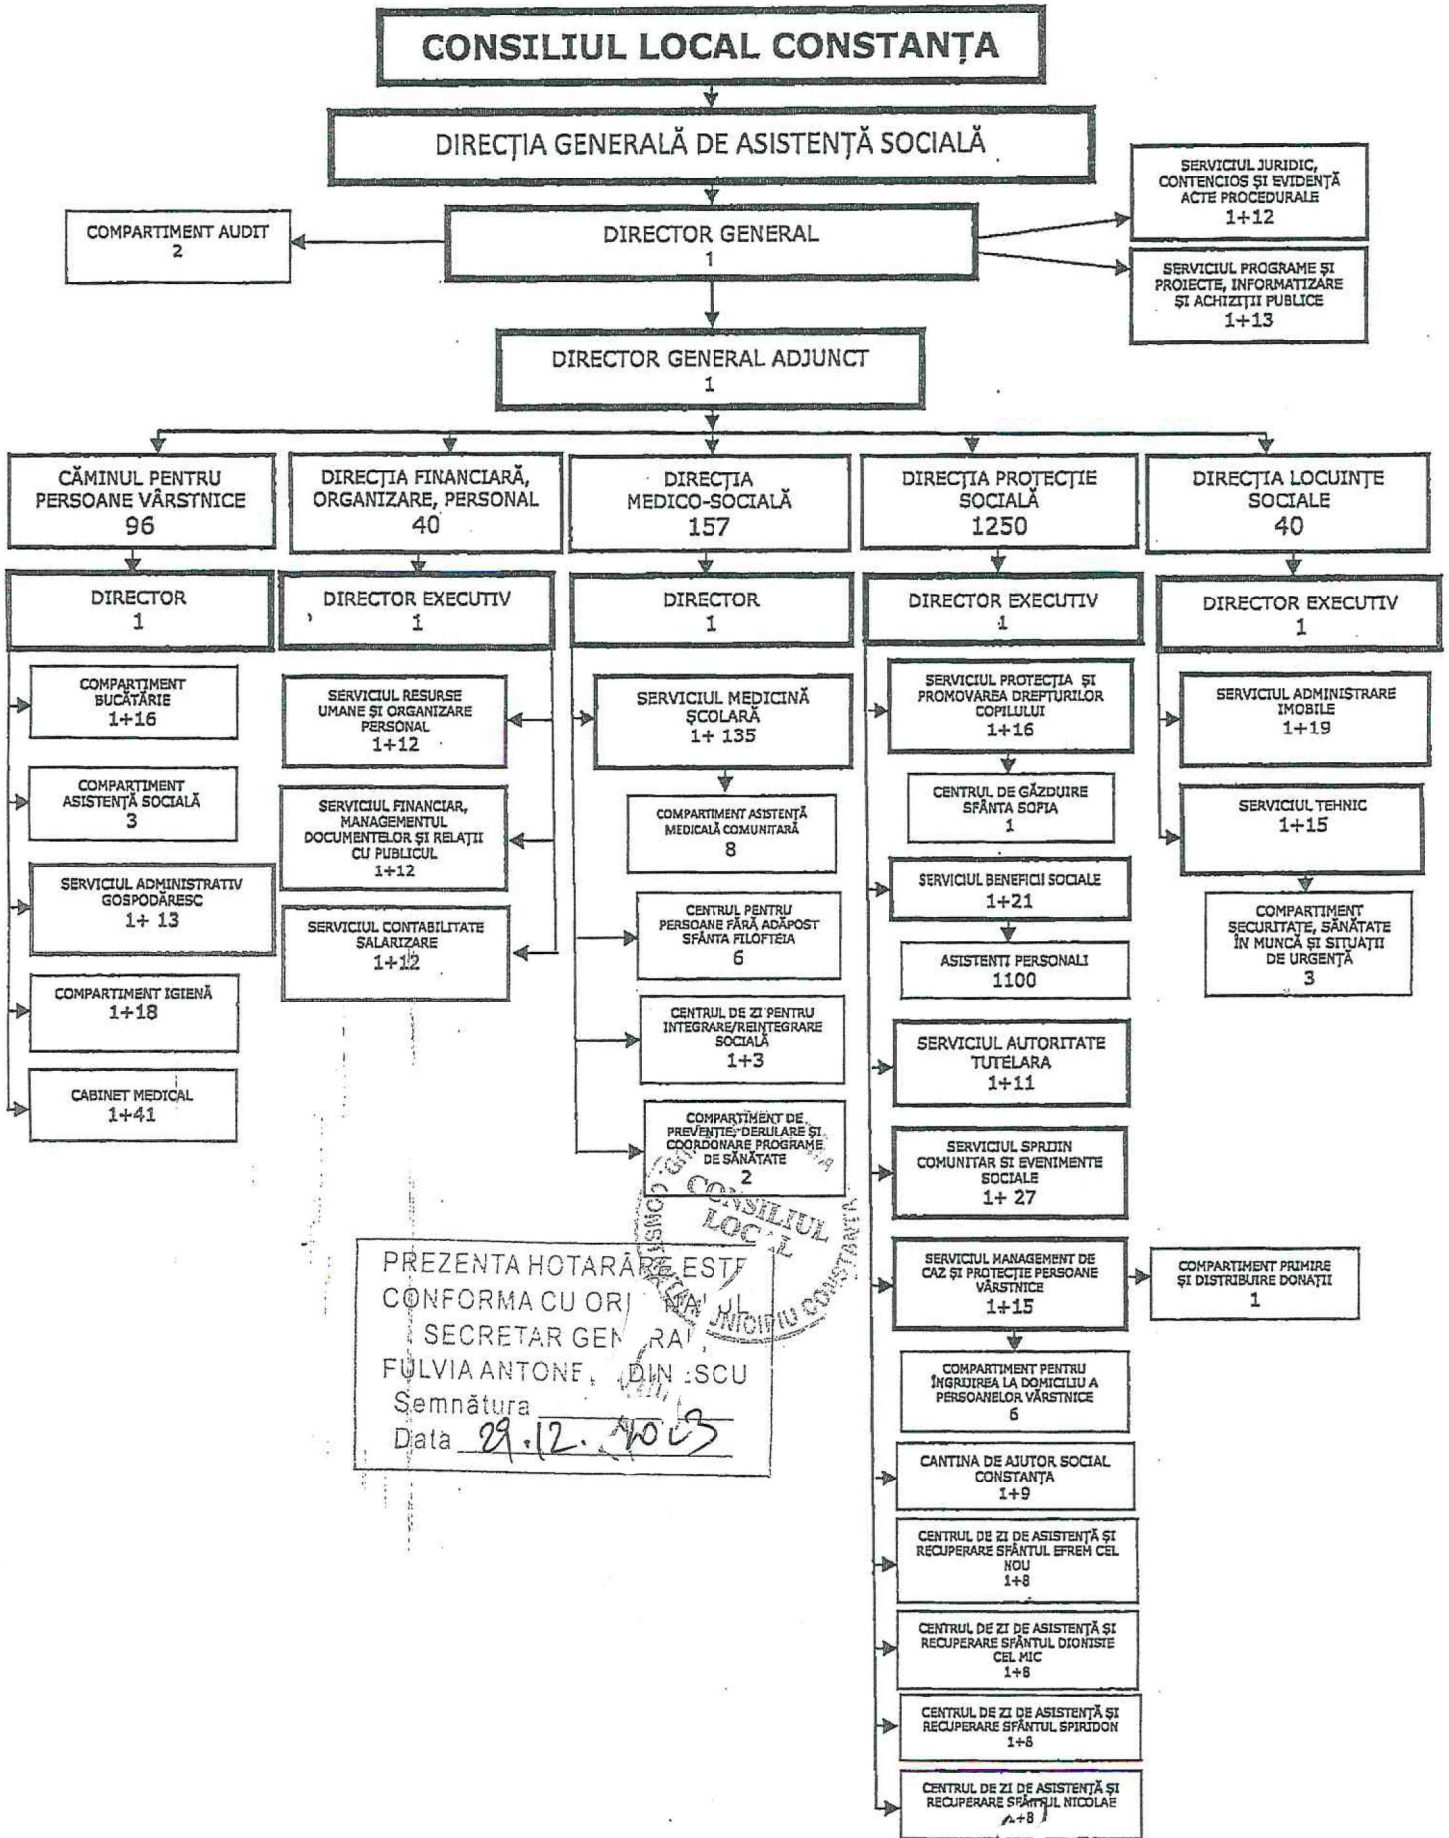 CONSILIUL LOCAL CONSTANȚA
DIRECȚIA GENERALĂ DE ASISTENȚĂ SOCIALĂ
COMPARTIMENT AUDIT
2
DIRECTOR GENERAL
1
SERVICIUL JURIDIC,
CONTENCIOS ȘI EVIDENȚĂ
ACTE PROCEDURALE
1+12
SERVICIUL PROGRAME ȘI
PROIECTE, INFORMATIZARE
ȘI ACHIZIȚII PUBLICE
1+13
DIRECTOR GENERAL ADJUNCT
1
CĂMINUL PENTRU
PERSOANE VÂRSTNICE
96
DIRECTOR
1
COMPARTIMENT
BUCĂTĂRIE
1+16
COMPARTIMENT
ASISTENȚĂ SOCIALĂ
3
SERVICIUL ADMINISTRATIV
GOSPODĂRESC
1+ 13
COMPARTIMENT IGIENĂ
1+18
CABINET MEDICAL
1+41
DIRECȚIA FINANCIARĂ,
ORGANIZARE, PERSONAL
40
DIRECTOR EXECUTIV
1
SERVICIUL RESURSE
UMANE ȘI ORGANIZARE
PERSONAL
1+12
SERVICIUL FINANCIAR,
MANAGEMENTUL
DOCUMENTELOR ȘI RELAȚII
CU PUBLICUL
1+12
SERVICIUL CONTABILITATE
SALARIZARE
1+12
DIRECȚIA
MEDICO-SOCIALĂ
157
DIRECTOR
1
SERVICIUL MEDICINĂ
ȘCOLARĂ
1+ 135
COMPARTIMENT ASISTENȚĂ
MEDICALĂ COMUNITARĂ
8
CENTRUL PENTRU
PERSOANE FĂRĂ ADĂPOST
SFÂNTA FILOFTEIA
6
CENTRUL DE ZI PENTRU
INTEGRARE/REINTEGRARE
SOCIALĂ
1+3
COMPARTIMENT DE
PREVENȚIE, DERULARE ȘI
COORDONARE PROGRAME
DE SĂNĂTATE
2
DIRECȚIA PROTECȚIE
SOCIALĂ
1250
DIRECTOR EXECUTIV
1
SERVICIUL PROTECȚIA ȘI
PROMOVAREA DREPTURILOR
COPILULUI
1+16
CENTRUL DE GĂZDUIRE
SFÂNTA SOFIA
1
SERVICIUL BENEFICII SOCIALE
1+21
ASISTENTI PERSONALI
1100
SERVICIUL AUTORITATE
TUTELARA
1+11
SERVICIUL SPRIJIN
COMUNITAR SI EVENIMENTE
SOCIALE
1+ 27
SERVICIUL MANAGEMENT DE
CAZ ȘI PROTECȚIE PERSOANE
VÂRSTNICE
1+15
COMPARTIMENT PRIMIRE
ȘI DISTRIBUIRE DONAȚII
1
COMPARTIMENT PENTRU
ÎNGRIJIREA LA DOMICILIU A
PERSOANELOR VÂRSTNICE
6
CANTINA DE AJUTOR SOCIAL
CONSTANȚA
1+9
CENTRUL DE ZI DE ASISTENȚĂ ȘI
RECUPERARE SFÂNTUL EFREM CEL
NOU
1+8
CENTRUL DE ZI DE ASISTENȚĂ ȘI
RECUPERARE SFÂNTUL DIONISIE
CEL MIC
1+8
CENTRUL DE ZI DE ASISTENȚĂ ȘI
RECUPERARE SFÂNTUL SPIRIDON
1+8
CENTRUL DE ZI DE ASISTENȚĂ ȘI
RECUPERARE SFÂNTUL NICOLAE
1+8
DIRECȚIA LOCUINȚE
SOCIALE
40
DIRECTOR EXECUTIV
1
SERVICIUL ADMINISTRARE
IMOBILE
1+19
SERVICIUL TEHNIC
1+15
COMPARTIMENT
SECURITATE, SĂNĂTATE
ÎN MUNCĂ ȘI SITUAȚII
DE URGENȚĂ
3
CONSILIUL
LOCAL
MUNICIPIU CONSTANȚA
PREZENTA HOTARÂRE ESTE
CONFORMA CU
SECRETAR GENERAL
FULVIA
Semnătura
Data 29.12.